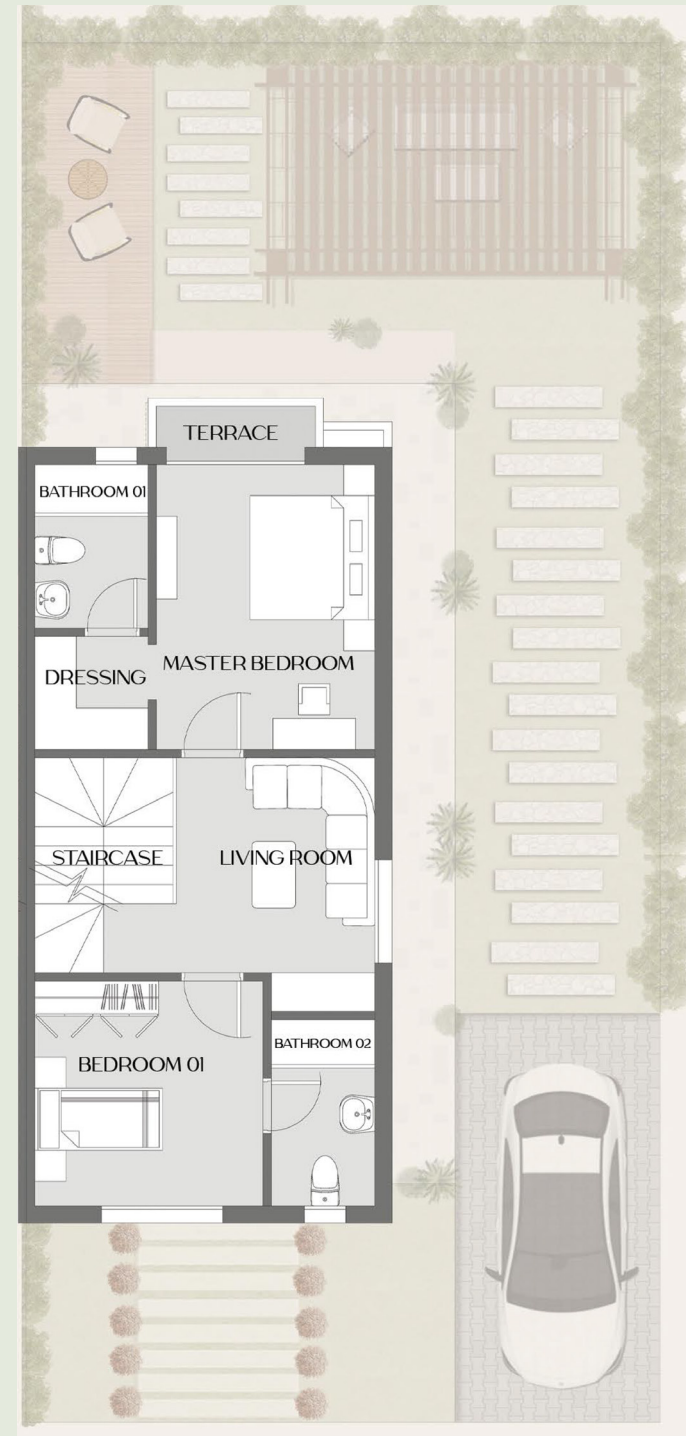 TERRACE
BATHROOM 01
MASTER BEDROOM
DRESSING
STAIRCASE
LIVING ROOM
BATHROOM 02
BEDROOM 01